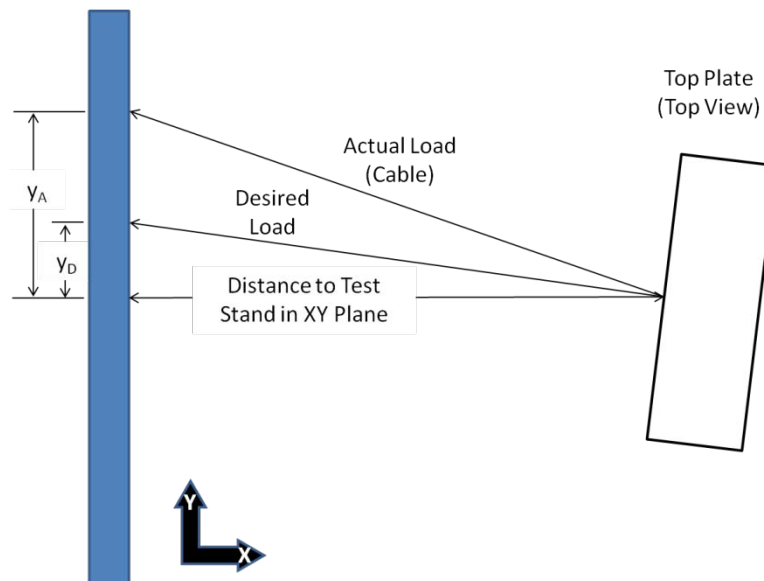 Top Plate
(Top View)
Actual Load
(Cable)
y_A
Desired
Load
y_D
Distance to Test
Stand in XY Plane
Y
X